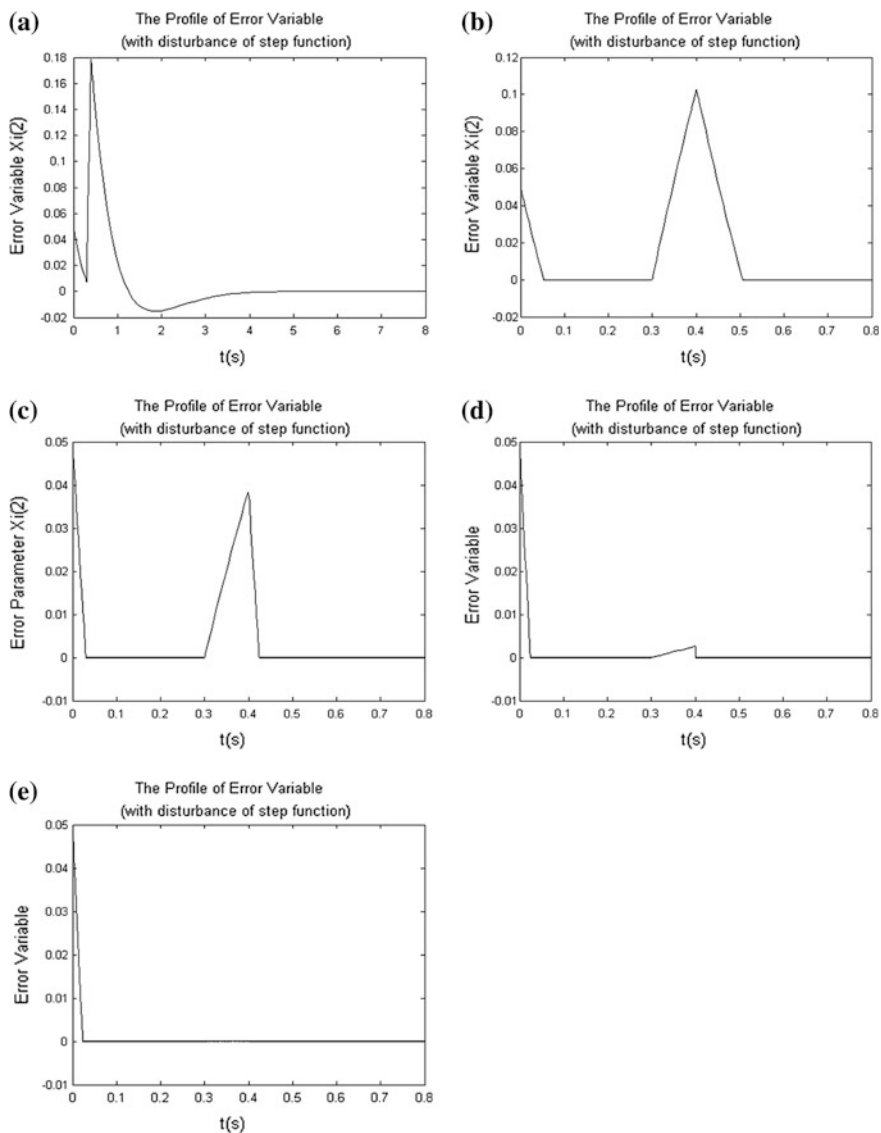 (a)
The Profile of Error Variable
(with disturbance of step function)
0.18
0.16
0.14
0.12
0.1
0.08
0.06
0.04
0.02
0
-0.02
Error Variable Xi(2)
0 1 2 3 4 5 6 7 8
t(s)
(b)
The Profile of Error Variable
(with disturbance of step function)
0.12
0.1
0.08
0.06
0.04
0.02
0
-0.02
Error Variable Xi(2)
0 0.1 0.2 0.3 0.4 0.5 0.6 0.7 0.8
t(s)
(c)
The Profile of Error Variable
(with disturbance of step function)
0.05
0.04
0.03
0.02
0.01
0
-0.01
Error Parameter Xi(2)
0 0.1 0.2 0.3 0.4 0.5 0.6 0.7 0.8
t(s)
(d)
The Profile of Error Variable
(with disturbance of step function)
0.05
0.04
0.03
0.02
0.01
0
-0.01
Error Variable
0 0.1 0.2 0.3 0.4 0.5 0.6 0.7 0.8
t(s)
(e)
The Profile of Error Variable
(with disturbance of step function)
0.05
0.04
0.03
0.02
0.01
0
-0.01
Error Variable
0 0.1 0.2 0.3 0.4 0.5 0.6 0.7 0.8
t(s)